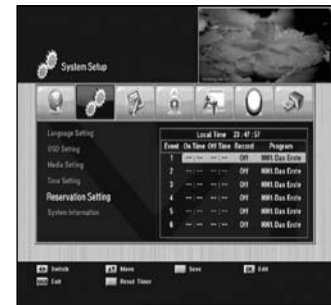 System Setup
Language Setting
OSD Setting
Media Setting
Time Setting
Reservation Setting
System Information
Local Time 23:47:57
Event On Time Off Time Record Program
1 --:-- --:-- Off 0001.Das Erste
2 --:-- --:-- Off 0001.Das Erste
3 --:-- --:-- Off 0001.Das Erste
4 --:-- --:-- Off 0001.Das Erste
5 --:-- --:-- Off 0001.Das Erste
6 --:-- --:-- Off 0001.Das Erste
Switch Move Save OK Edit
Exit Reset Timer